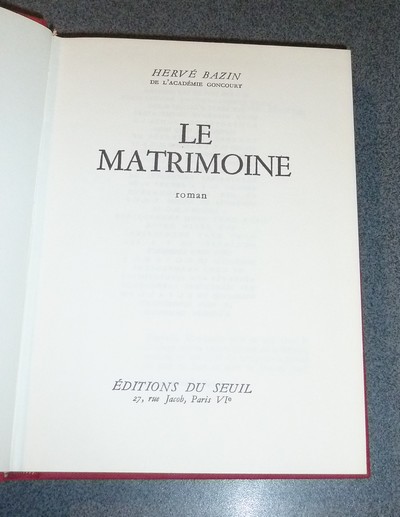 HERVÉ BAZIN
DE L'ACADÉMIE GONCOURT
LE
MATRIMOINE
roman
ÉDITIONS DU SEUIL
27, rue Jacob, Paris VIe